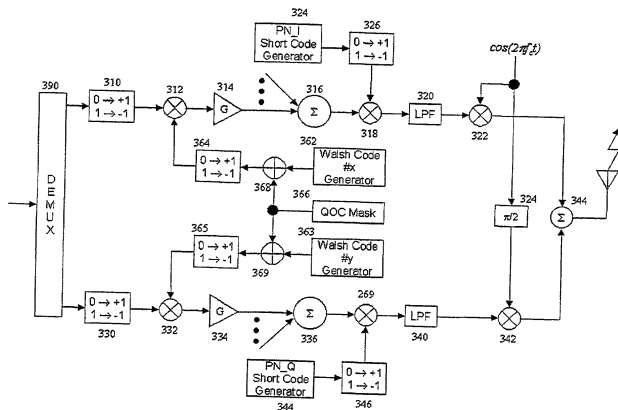 324
326
PN_I
Short Code
Generator
0 → +1
1 → -1
cos(2πfct)
390
310
312
314
316
320
0 → +1
1 → -1
G
Σ
LPF
318
322
364
362
0 → +1
1 → -1
Walsh Code
#x
Generator
368
366
QOC Mask
324
π/2
344
Σ
DEMUX
365
363
0 → +1
1 → -1
Walsh Code
#y
Generator
369
269
0 → +1
1 → -1
G
Σ
LPF
330
332
334
336
340
342
PN_Q
Short Code
Generator
0 → +1
1 → -1
344
346